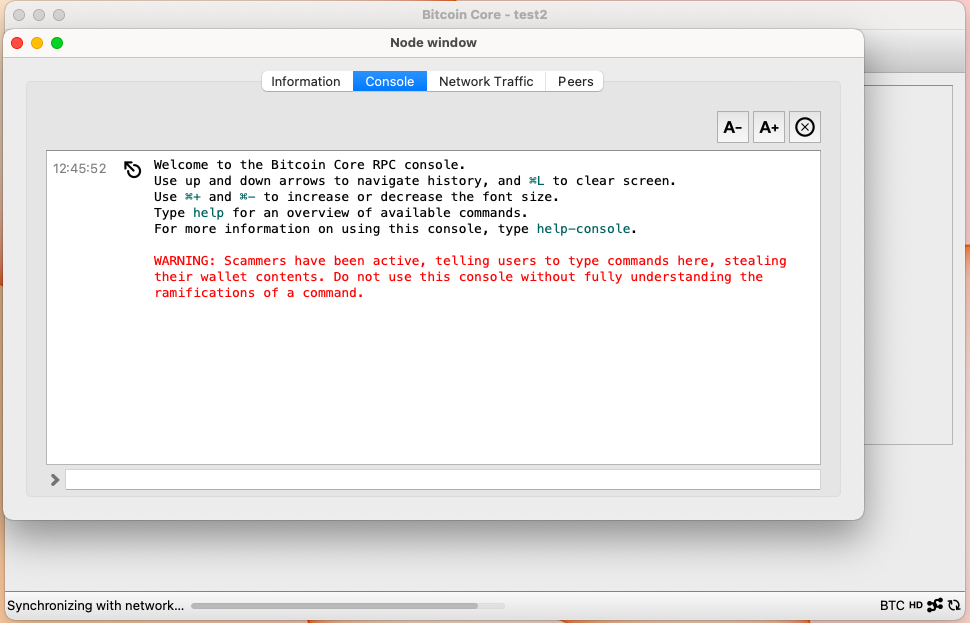 Bitcoin Core - test2
Node window
Information Console Network Traffic Peers
A- A+
12:45:52 Welcome to the Bitcoin Core RPC console.
Use up and down arrows to navigate history, and ⌘L to clear screen.
Use ⌘+ and ⌘- to increase or decrease the font size.
Type help for an overview of available commands.
For more information on using this console, type help-console.
WARNING: Scammers have been active, telling users to type commands here, stealing
their wallet contents. Do not use this console without fully understanding the
ramifications of a command.
Synchronizing with network... BTC HD